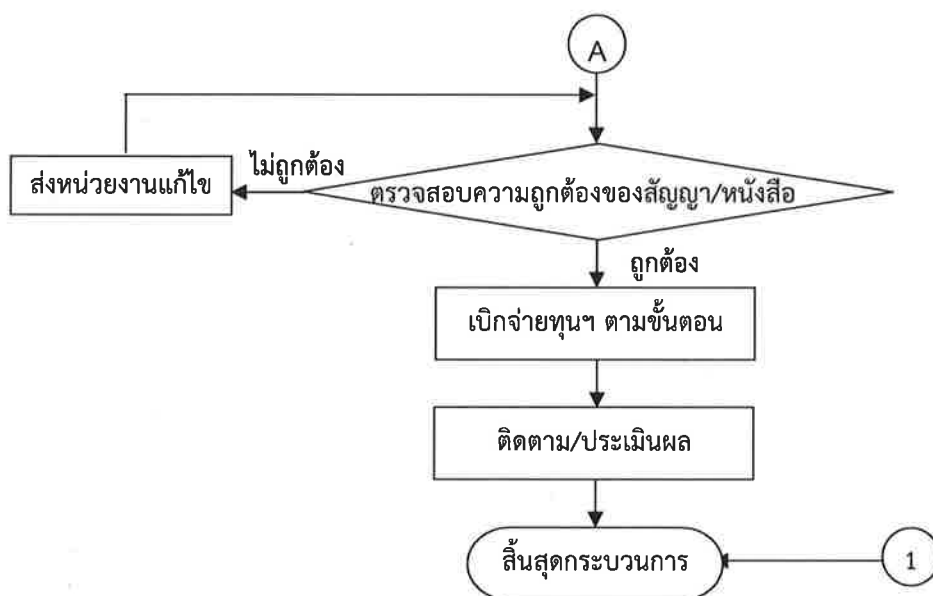 A
ไม่ถูกต้อง
ส่งหน่วยงานแก้ไข
ตรวจสอบความถูกต้องของสัญญา/หนังสือ
ถูกต้อง
เบิกจ่ายทุนฯ ตามขั้นตอน
ติดตาม/ประเมินผล
สิ้นสุดกระบวนการ
1